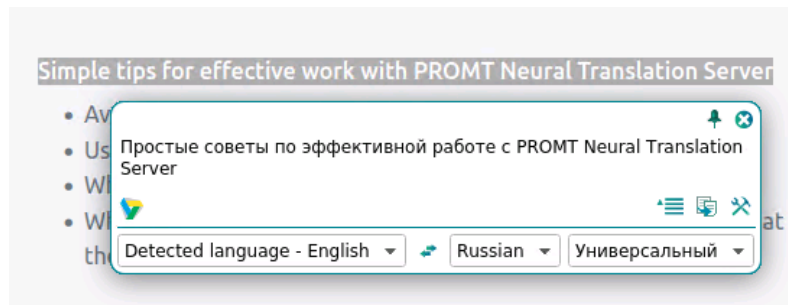 Simple tips for effective work with PROMT Neural Translation Server
Простые советы по эффективной работе с PROMT Neural Translation
Server
at
Detected language - English
Russian
Универсальный